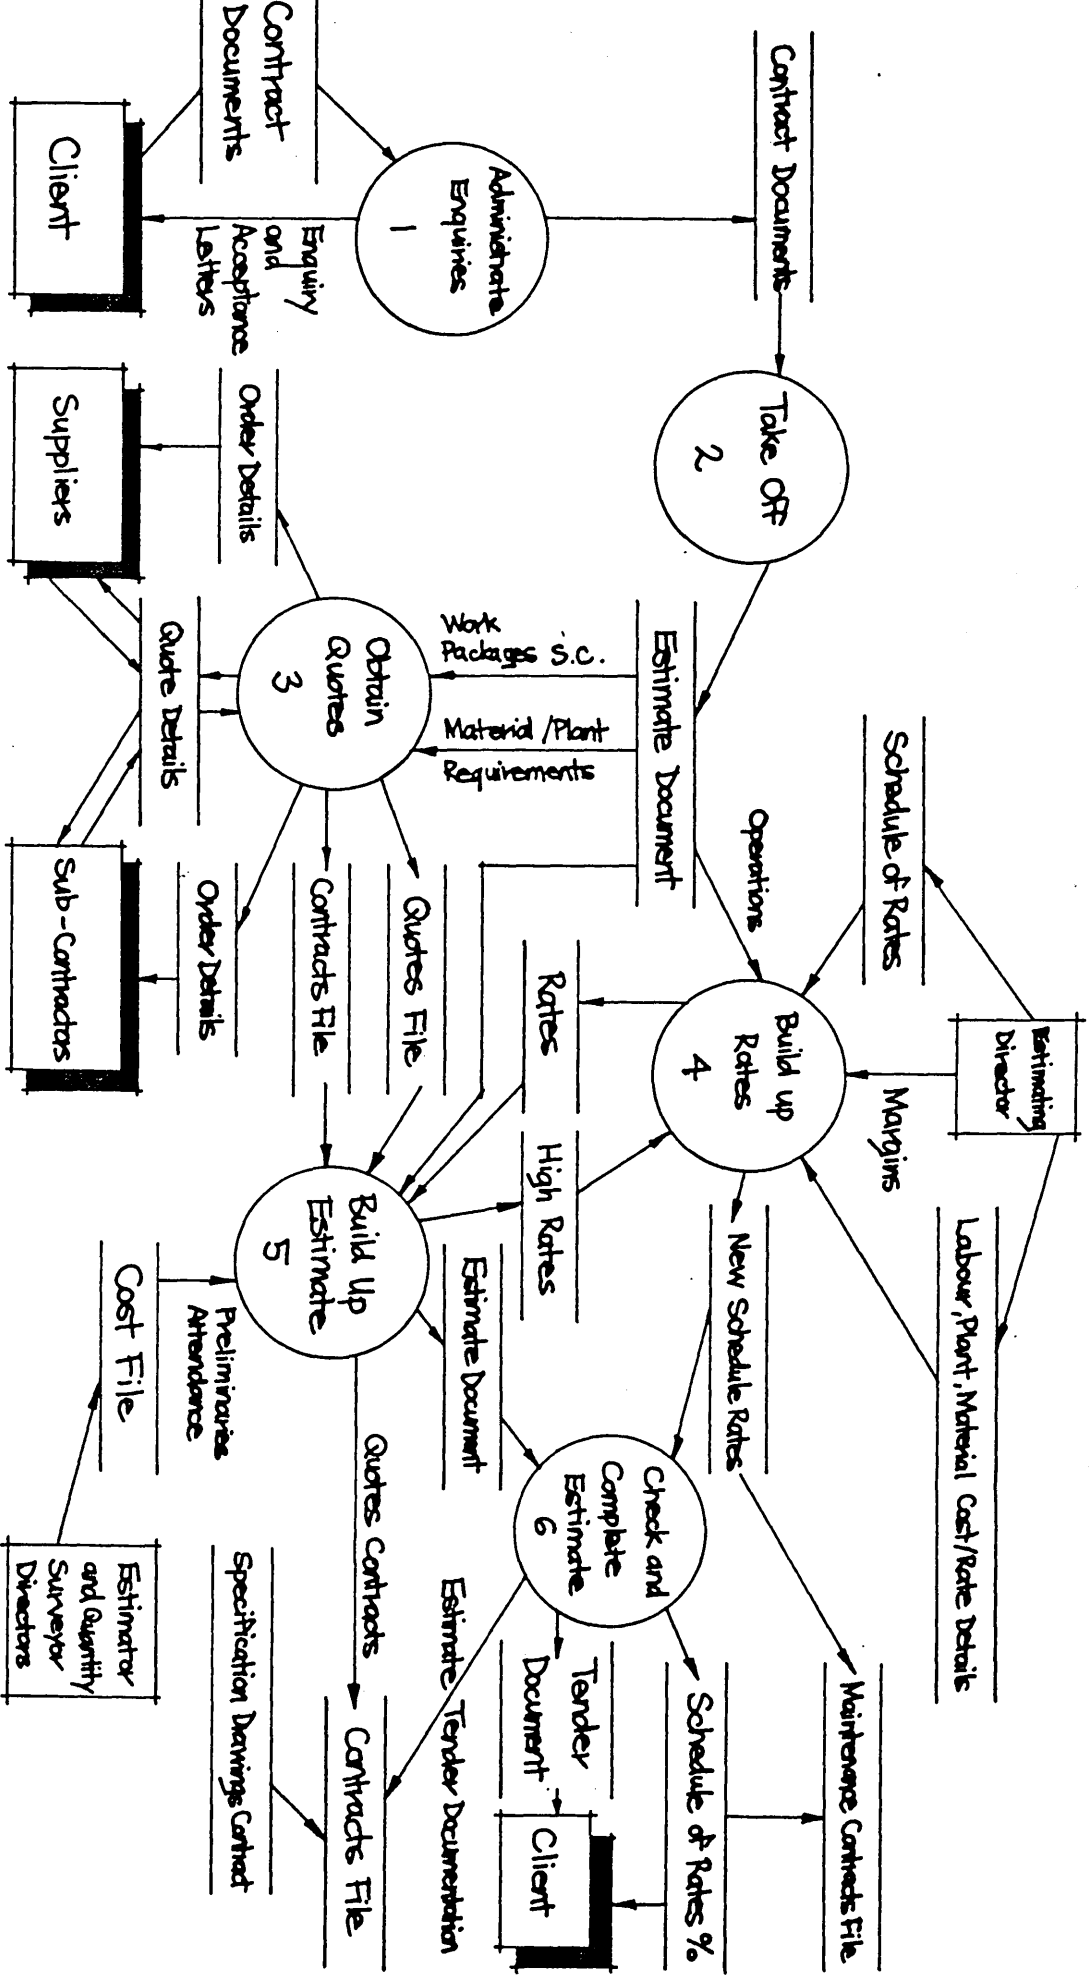 Contract Documents
Schedule of Rates
Estimating
Director
Margins
Labour, Plant, Material Cost/Rate Details
Maintenance Contracts File
Take Off
2
Operations
Build up
Rates
4
New Schedule Rates
Schedule of Rates %
Contract
Documents
Administrate
Enquiries
1
Enquiry
and
Acceptance
Letters
Client
Estimate Document
Work
Packages S.C.
Material/Plant
Requirements
Rates
High Rates
Check and
Complete
Estimate
6
Tender
Document
Client
Order Details
Suppliers
Obtain
Quotes
3
Quote Details
Quotes File
Contracts File
Order Details
Sub-Contractors
Build Up
Estimate
5
Estimate Document
Estimate Tender Documentation
Quotes Contracts
Contracts File
Preliminaries
Attendance
Cost File
Specification Drawings Contract
Estimator
and Quantity
Surveyor
Directors